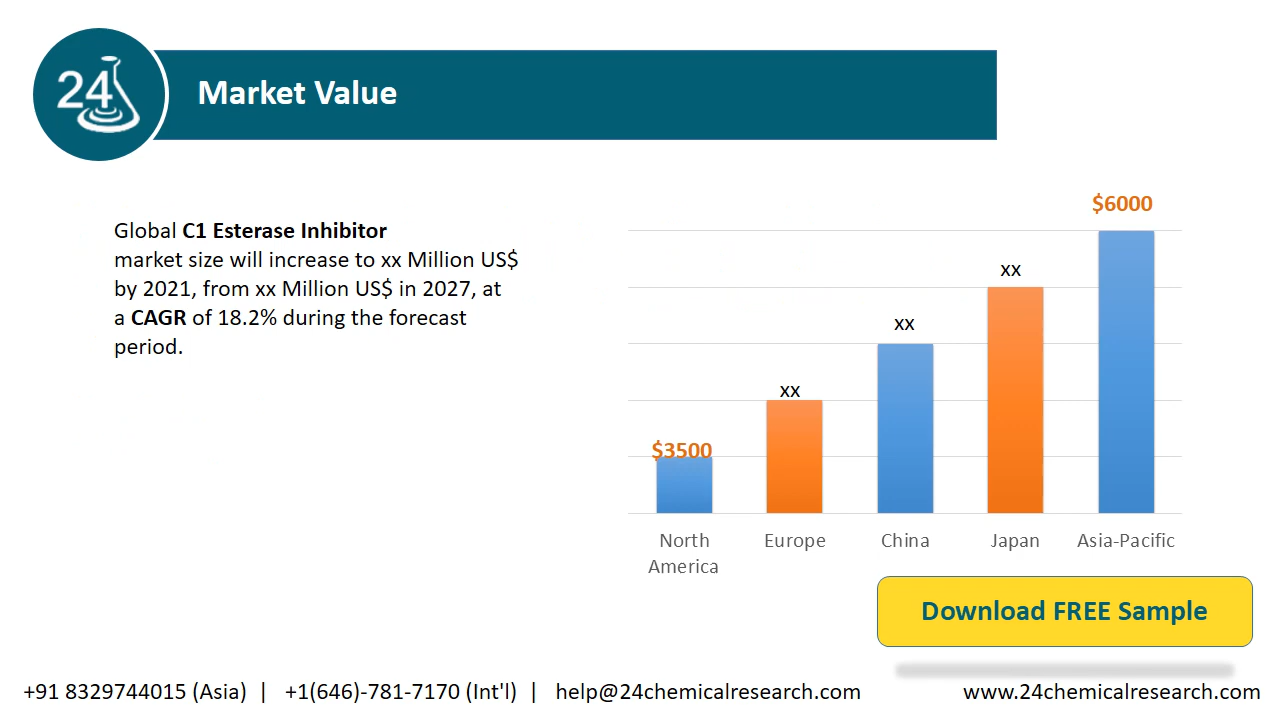 24
Market Value
Global C1 Esterase Inhibitor
market size will increase to xx Million US$
by 2021, from xx Million US$ in 2027, at
a CAGR of 18.2% during the forecast
period.
$6000
xx
xx
xx
$3500
North
America
Europe
China
Japan
Asia-Pacific
Download FREE Sample
+91 8329744015 (Asia) | +1(646)-781-7170 (Int'l) | help@24chemicalresearch.com
www.24chemicalresearch.com